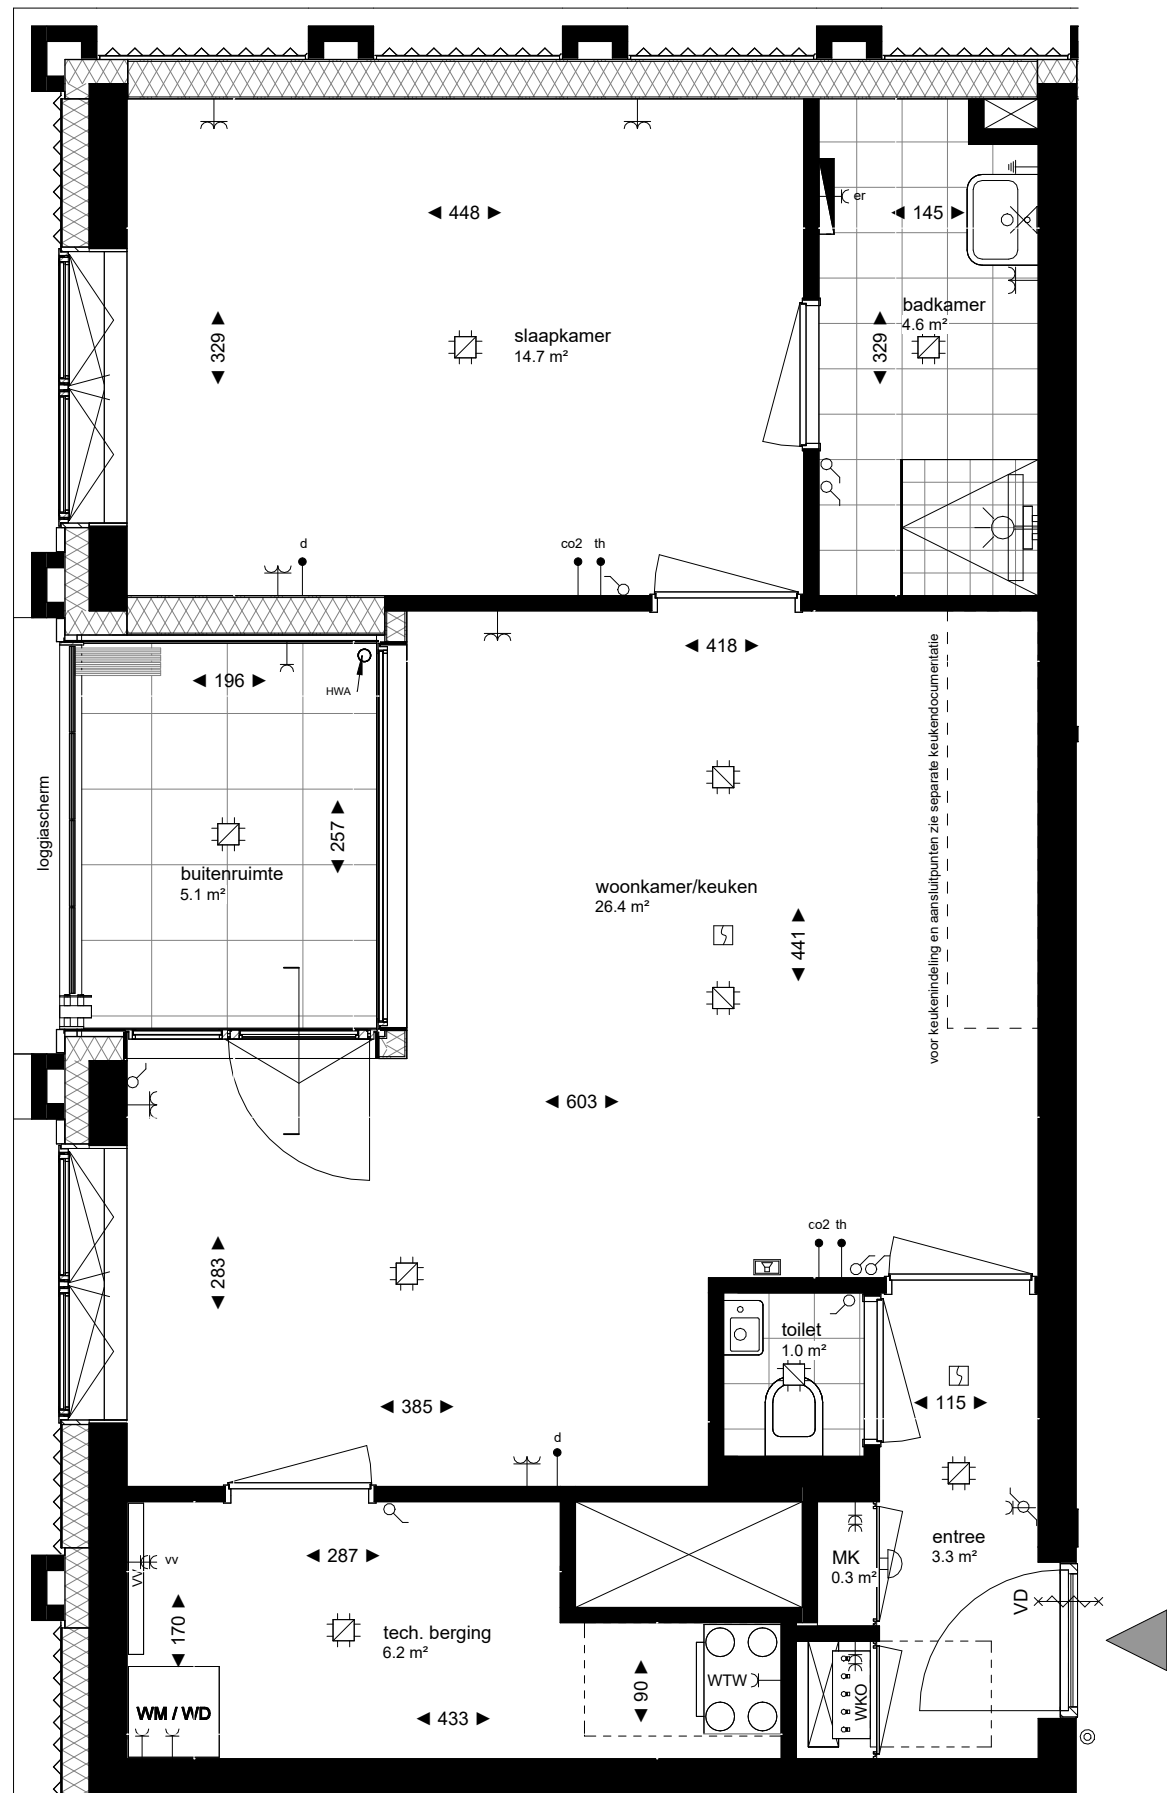 448
er
145
badkamer
4.6 m²
329
329
slaapkamer
14.7 m²
d
co2 th
418
196
HWA
voor keukenindeling en aansluitpunten zie separate keukendocumentatie
loggiascherm
257
buitenruimte
5.1 m²
woonkamer/keuken
26.4 m²
441
603
co2 th
283
toilet
1.0 m²
385
115
d
287
vv
VV
MK
0.3 m²
entree
3.3 m²
VD
170
tech. berging
6.2 m²
WTW
90
WKO
WM / WD
433